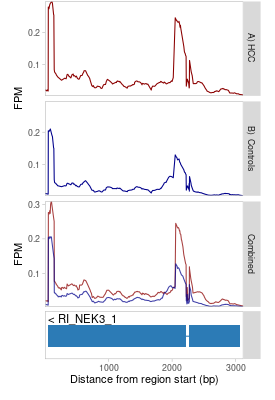 0.2
0.1
A) HCC
FPM
0.2
0.1
B) Controls
0.3
0.2
0.1
FPM
Combined
< RI_NEK3_1
1000
2000
3000
Distance from region start (bp)